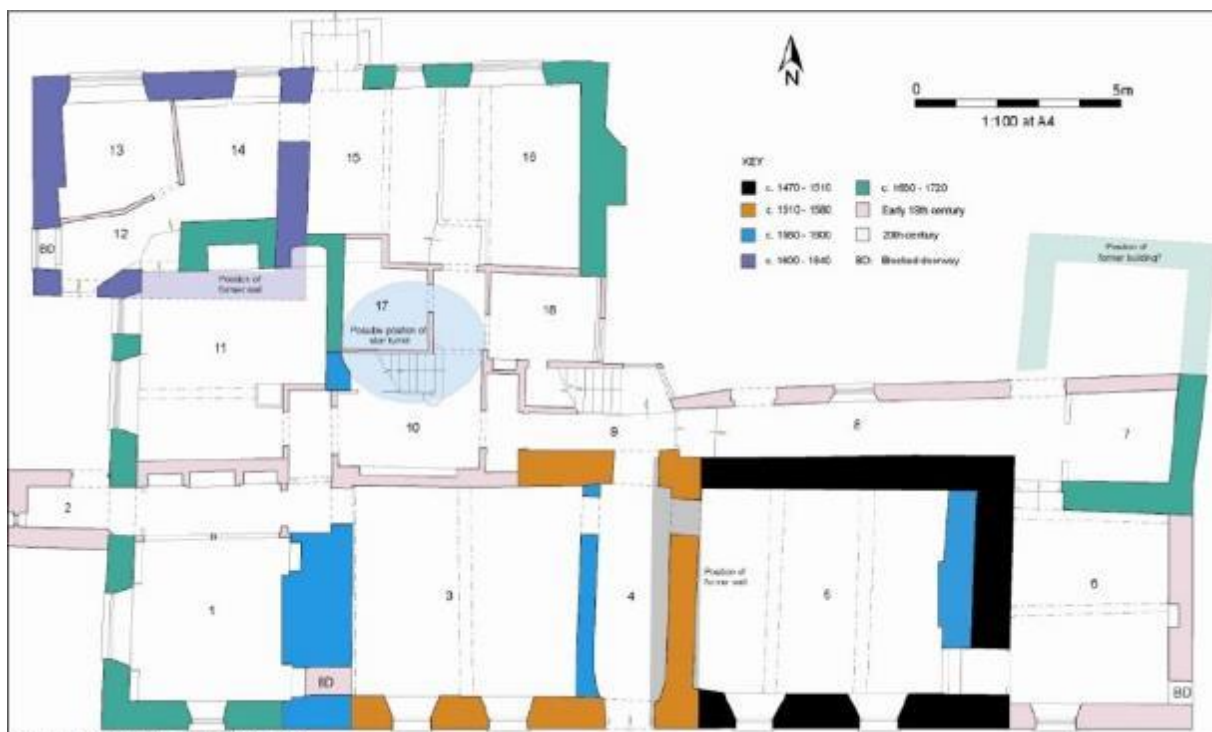 N
0
5m
1:100 at A4
KEY
c. 1470 - 1510
c. 1510 - 1580
c. 1580 - 1600
c. 1600 - 1640
c. 1680 - 1720
Early 19th century
20th century
BD: Blocked doorway
13
14
15
16
12
BD
Position of
former wall
11
17
Possible position of
stair turret
18
10
9
8
7
Position of
former building?
2
1
BD
3
4
Position of
former wall
5
6
BD